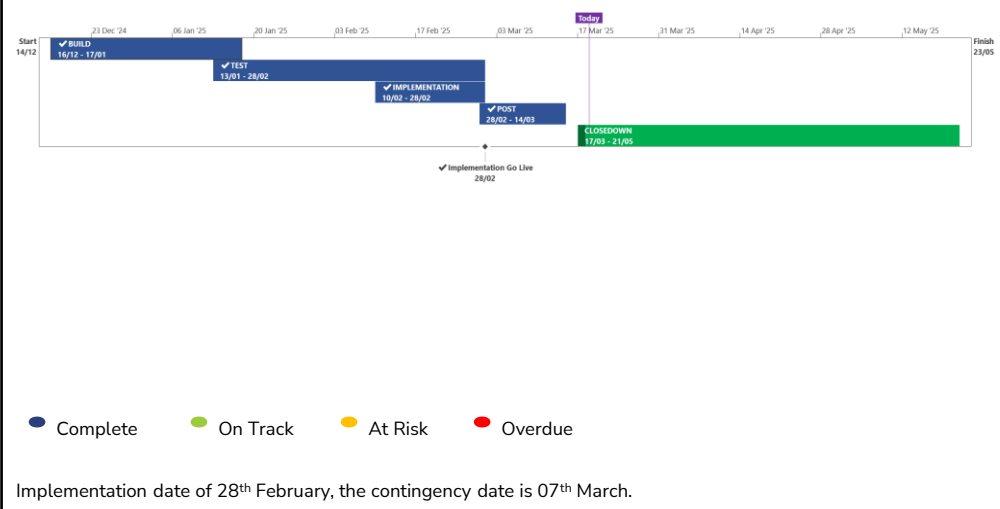 Today
23 Dec '24 06 Jan '25 20 Jan '25 03 Feb '25 17 Feb '25 03 Mar '25 17 Mar '25 31 Mar '25 14 Apr '25 28 Apr '25 12 May '25
Start
14/12
Finish
23/05
✔ BUILD
16/12 - 17/01
✔ TEST
13/01 - 28/02
✔ IMPLEMENTATION
10/02 - 28/02
✔ POST
28/02 - 14/03
CLOSEDOWN
17/03 - 21/05
✔ Implementation Go Live
28/02
Complete On Track At Risk Overdue
Implementation date of 28th February, the contingency date is 07th March.